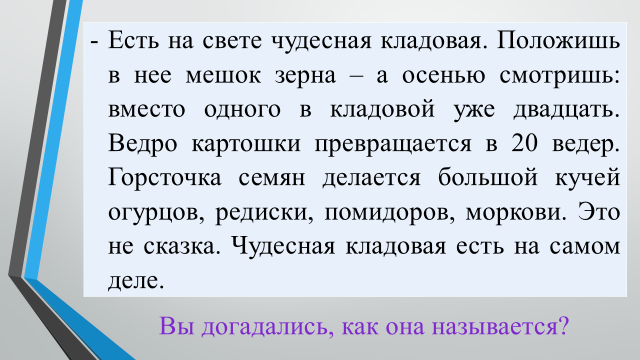 - Есть на свете чудесная кладовая. Положишь
в нее мешок зерна – а осенью смотришь:
вместо одного в кладовой уже двадцать.
Ведро картошки превращается в 20 ведер.
Горсточка семян делается большой кучей
огурцов, редиски, помидоров, моркови. Это
не сказка. Чудесная кладовая есть на самом
деле.
Вы догадались, как она называется?